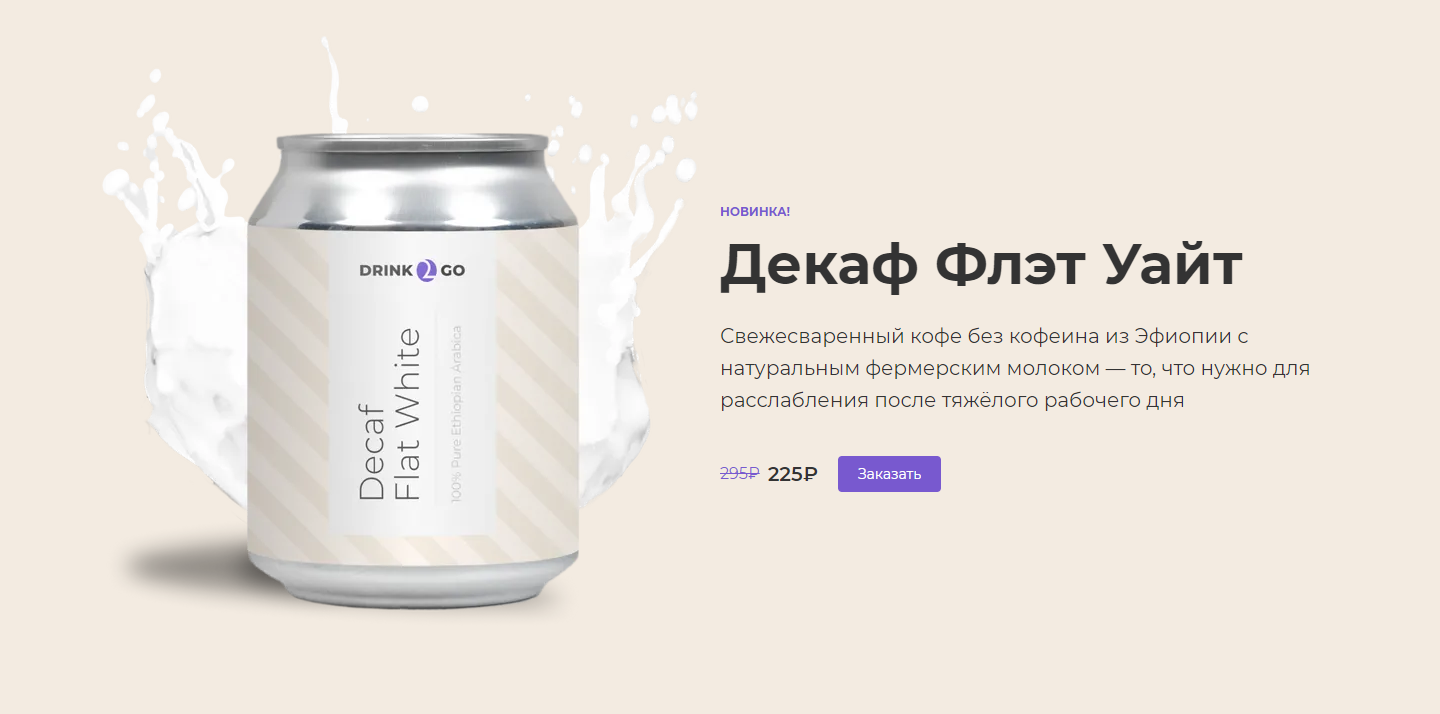 DRINK 2 GO
Decaf
Flat White
100% Pure Ethiopian Arabica
НОВИНКА!
Декаф Флэт Уайт
Свежесваренный кофе без кофеина из Эфиопии с
натуральным фермерским молоком — то, что нужно для
расслабления после тяжёлого рабочего дня
295₽ 225₽ Заказать